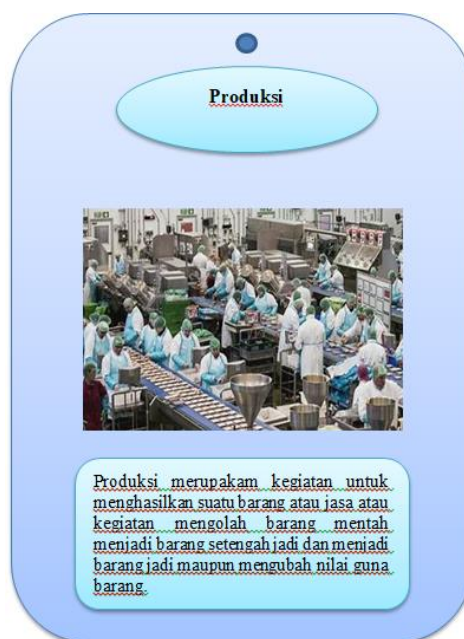 Produksi
Produksi merupakam kegiatan untuk
menghasilkan suatu barang atau jasa atau
kegiatan mengolah barang mentah
menjadi barang setengah jadi dan menjadi
barang jadi maupun mengubah nilai guna
barang.